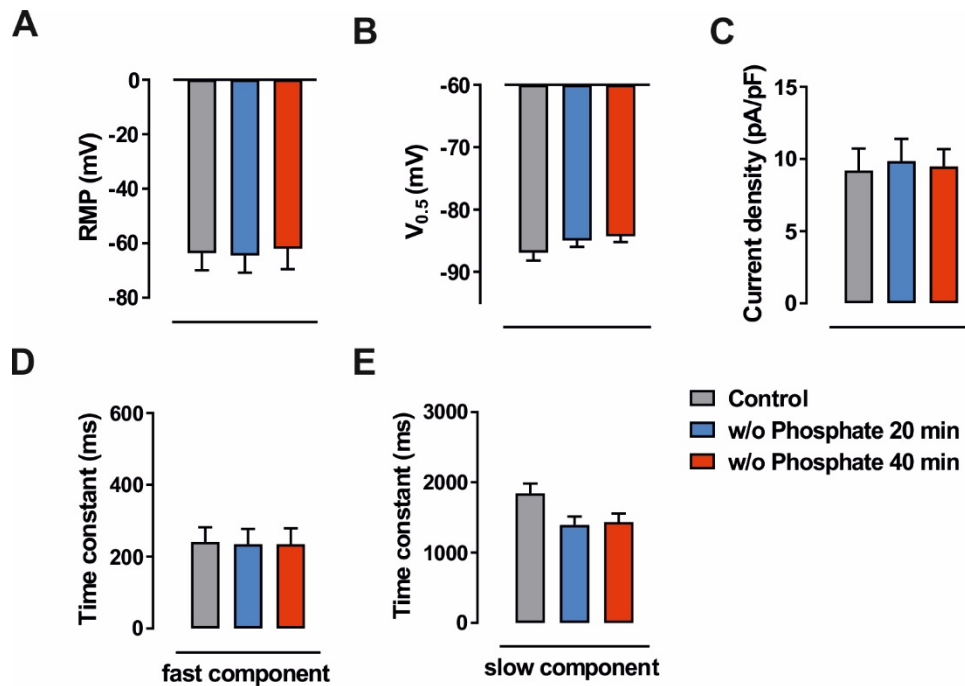 A
RMP (mV)
0
-20
-40
-60
-80
B
V0.5 (mV)
-60
-70
-80
-90
C
Current density (pA/pF)
15
10
5
0
D
Time constant (ms)
600
400
200
0
fast component
E
Time constant (ms)
3000
2000
1000
0
slow component
Control
w/o Phosphate 20 min
w/o Phosphate 40 min